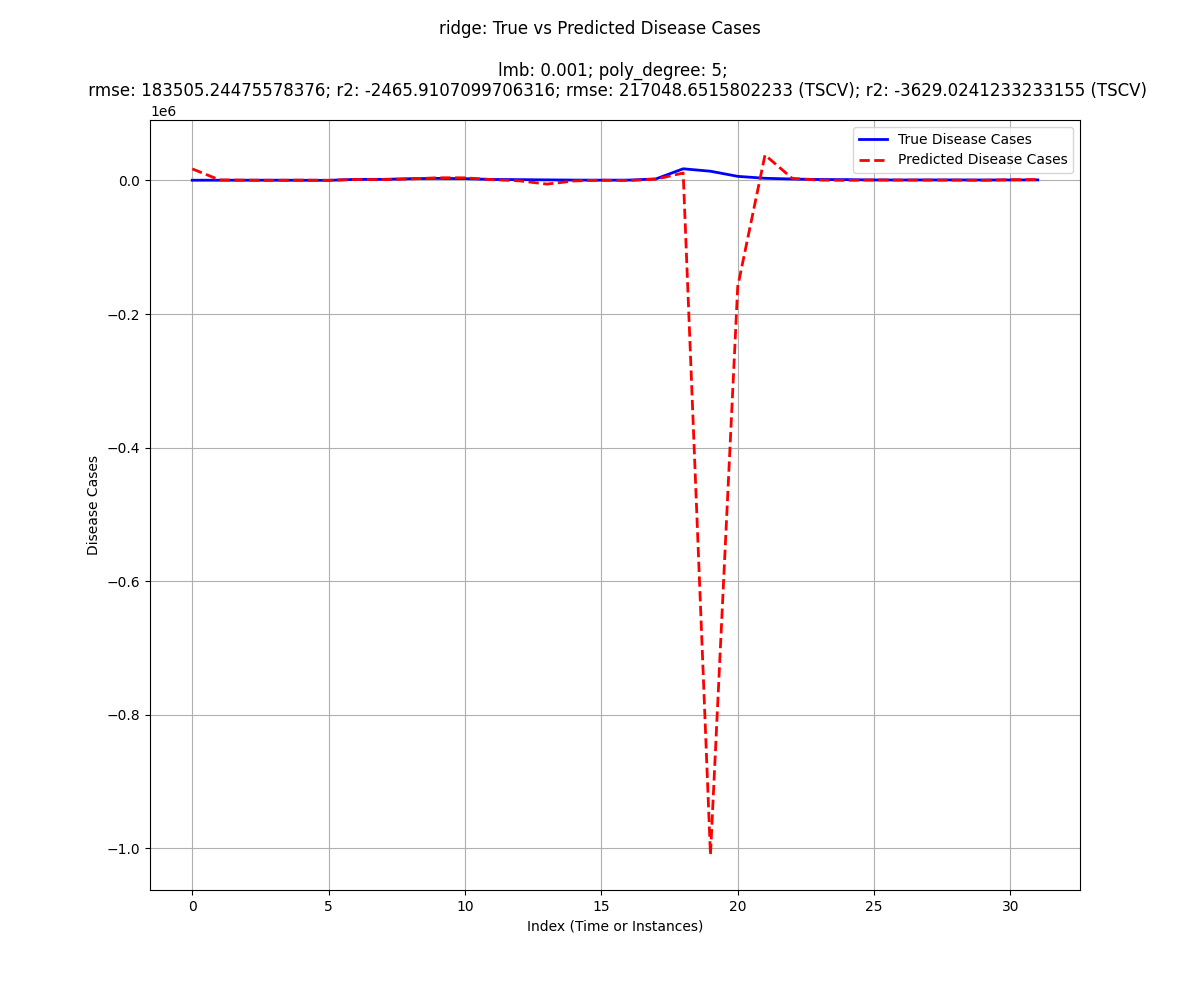 ridge: True vs Predicted Disease Cases
lmb: 0.001; poly_degree: 5;
rmse: 183505.24475578376; r2: -2465.9107099706316; rmse: 217048.6515802233 (TSCV); r2: -3629.0241233233155 (TSCV)
1e6
True Disease Cases
Predicted Disease Cases
0.0
−0.2
−0.4
−0.6
−0.8
−1.0
Disease Cases
0 5 10 15 20 25 30
Index (Time or Instances)